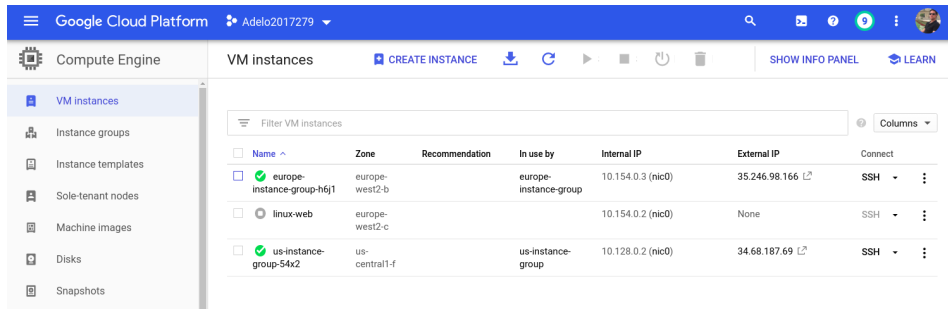 Google Cloud Platform Adelo2017279 9
Compute Engine VM instances CREATE INSTANCE SHOW INFO PANEL LEARN
VM instances
Instance groups
Instance templates
Sole-tenant nodes
Machine images
Disks
Snapshots
Filter VM instances Columns
Name Zone Recommendation In use by Internal IP External IP Connect
europe- europe- europe- 10.154.0.3 (nic0) 35.246.98.166 SSH
instance-group-h6j1 west2-b instance-group
linux-web europe- 10.154.0.2 (nic0) None SSH
west2-c
us-instance- us- us-instance- 10.128.0.2 (nic0) 34.68.187.69 SSH
group-54x2 central1-f group